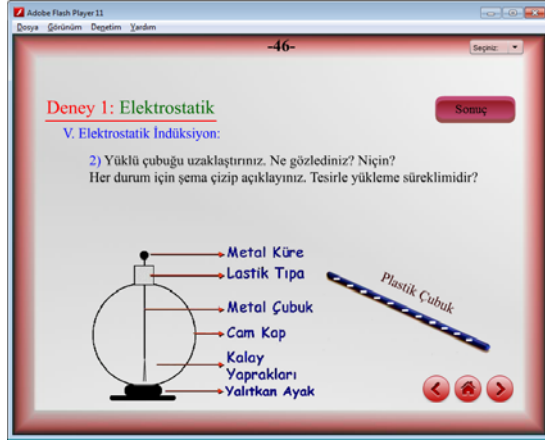 Adobe Flash Player 11
Dosya Görünüm Denetim Yardım
-46-
Seçiniz:
Deney 1: Elektrostatik
Sonuç
V. Elektrostatik İndüksiyon:
2) Yüklü çubuğu uzaklaştırınız. Ne gözlediniz? Niçin?
Her durum için şema çizip açıklayınız. Tesirle yükleme süreklimidir?
Metal Küre
Lastik Tıpa
Plastik Çubuk
Metal Çubuk
Cam Kap
Kalay
Yaprakları
Yalıtkan Ayak